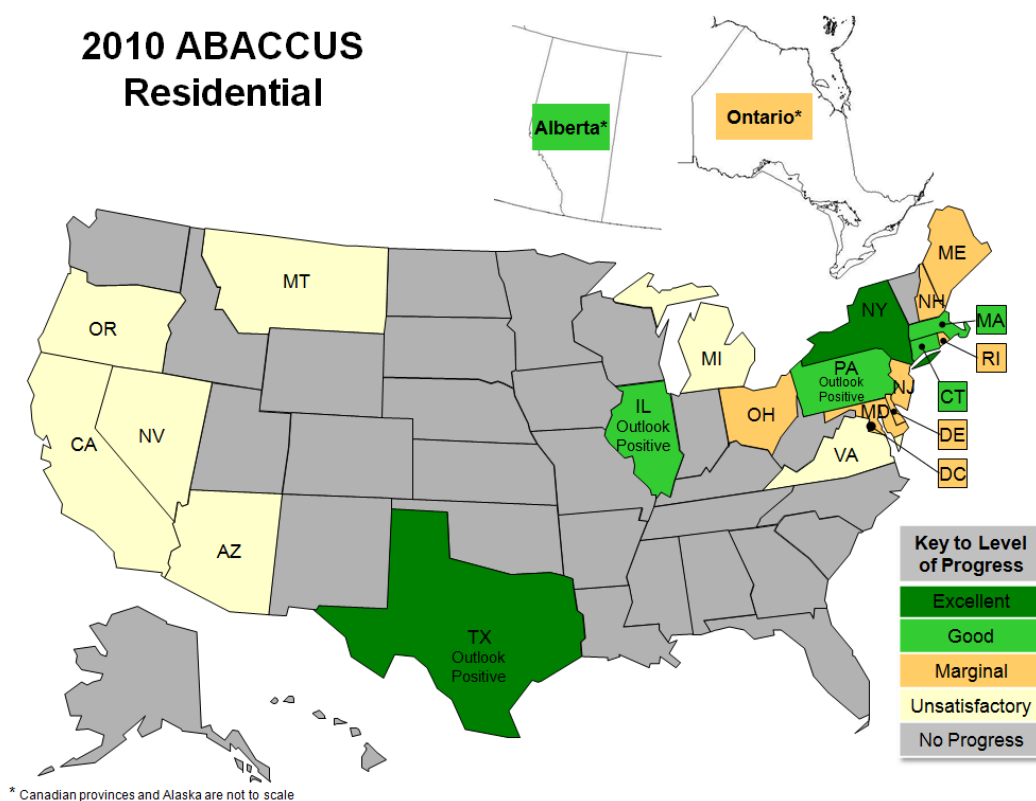 2010 ABACCUS
Residential
Alberta*
Ontario*
ME
MT
NH
NY
MA
OR
RI
MI
PA
Outlook
Positive
NJ
CT
IL
Outlook
Positive
OH
MD
DE
CA
NV
VA
DC
AZ
Key to Level
of Progress
Excellent
Good
TX
Outlook
Positive
Marginal
Unsatisfactory
No Progress
* Canadian provinces and Alaska are not to scale